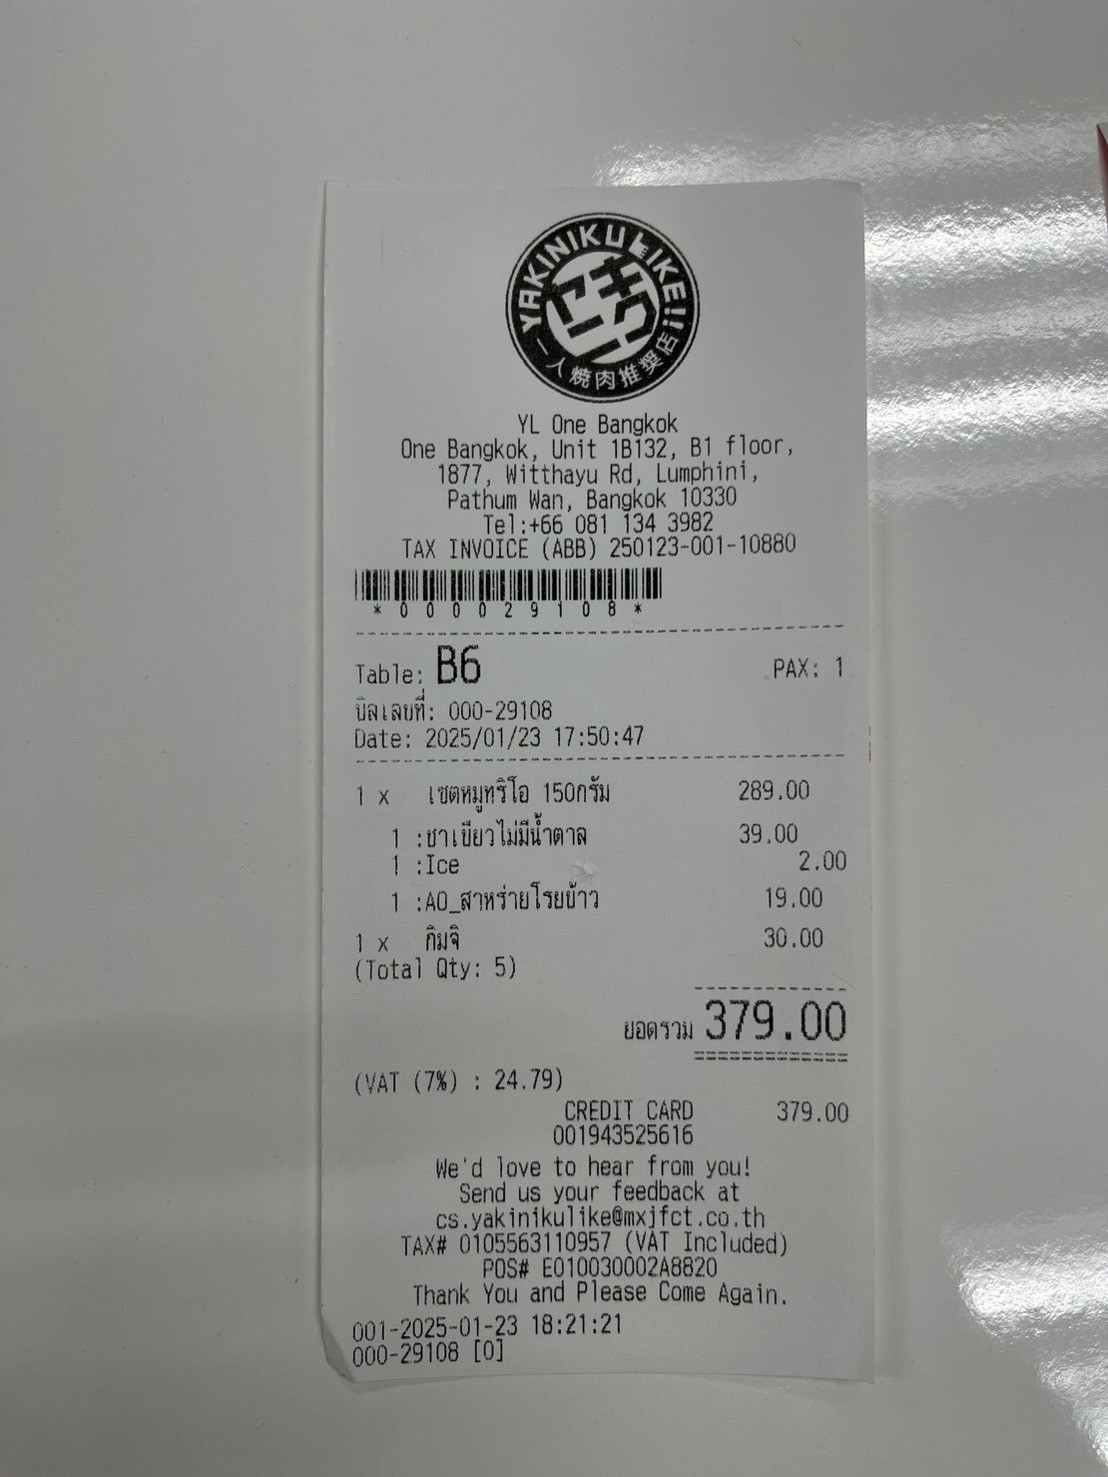 YAKINIKU LIKE!!
一人焼肉推奨店
YL One Bangkok
One Bangkok, Unit 1B132, B1 floor,
1877, Witthayu Rd, Lumphini,
Pathum Wan, Bangkok 10330
Tel:+66 081 134 3982
TAX INVOICE (ABB) 250123-001-10880
*000029108*
Table: B6 PAX: 1
บิลเลขที่: 000-29108
Date: 2025/01/23 17:50:47
1 x เซตหมูทริโอ 150กรัม 289.00
1 :ชาเขียวไม่มีน้ำตาล 39.00
1 :Ice 2.00
1 :AO_สาหร่ายโรยข้าว 19.00
1 x กิมจิ 30.00
(Total Qty: 5)
ยอดรวม 379.00
(VAT (7%) : 24.79)
CREDIT CARD 379.00
001943525616
We'd love to hear from you!
Send us your feedback at
cs.yakinikulike@mxjfct.co.th
TAX# 0105563110957 (VAT Included)
POS# E010030002A8820
Thank You and Please Come Again.
001-2025-01-23 18:21:21
000-29108 [0]